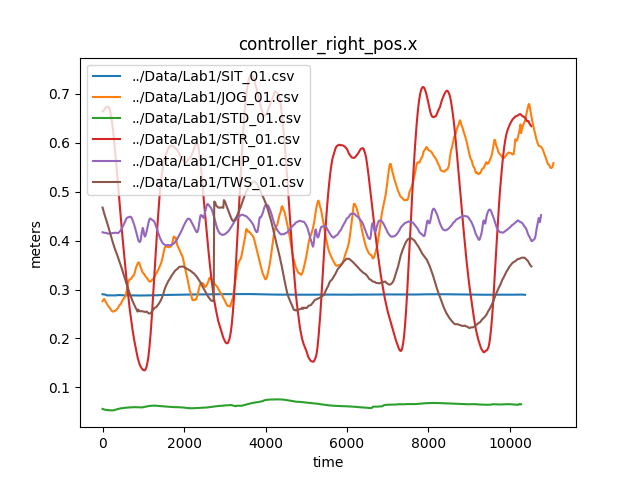 controller_right_pos.x
../Data/Lab1/SIT_01.csv
../Data/Lab1/JOG_01.csv
../Data/Lab1/STD_01.csv
../Data/Lab1/STR_01.csv
../Data/Lab1/CHP_01.csv
../Data/Lab1/TWS_01.csv
meters
0.7
0.6
0.5
0.4
0.3
0.2
0.1
0 2000 4000 6000 8000 10000
time